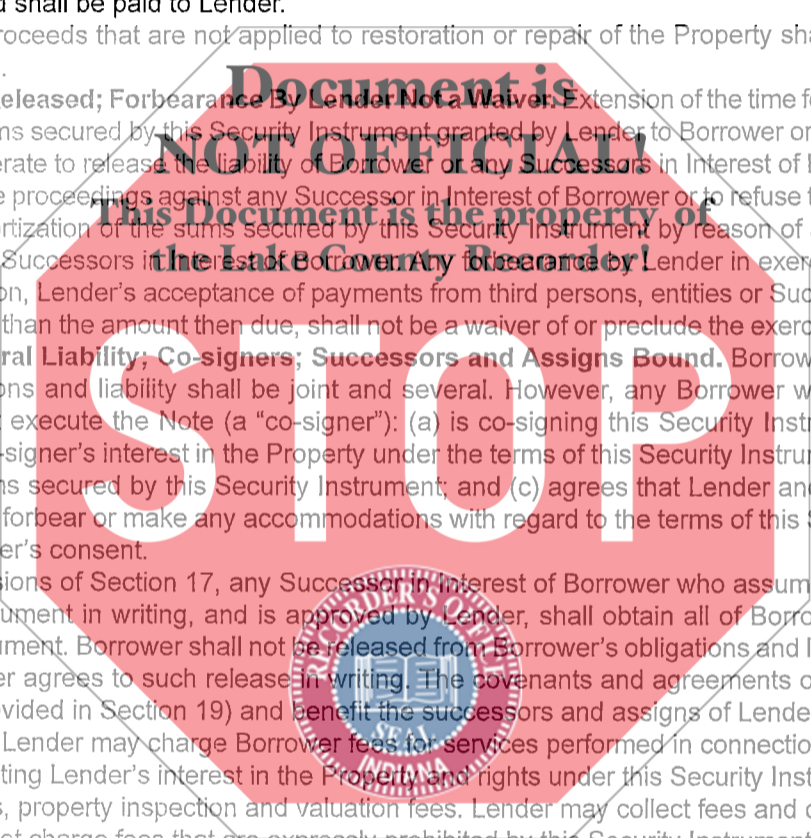 d shall be paid to Lender.
roceeds that are not applied to restoration or repair of the Property sha
.
eleased; Forbearance By Lender Not a Waiver. Extension of the time fo
ms secured by this Security Instrument granted by Lender to Borrower or
erate to release the liability of Borrower or any Successors in Interest of
e proceedings against any Successor in Interest of Borrower or to refuse
rtization of the sums secured by this Security Instrument by reason of
Successors in Interest of Borrower. Any forbearance by Lender in exer
on, Lender’s acceptance of payments from third persons, entities or Suc
than the amount then due, shall not be a waiver of or preclude the exerc
ral Liability; Co-signers; Successors and Assigns Bound. Borrow
ons and liability shall be joint and several. However, any Borrower w
execute the Note (a “co-signer”): (a) is co-signing this Security Instr
-signer’s interest in the Property under the terms of this Security Instru
ns secured by this Security Instrument; and (c) agrees that Lender an
forbear or make any accommodations with regard to the terms of this S
er’s consent.
sions of Section 17, any Successor in Interest of Borrower who assum
ument in writing, and is approved by Lender, shall obtain all of Borro
ument. Borrower shall not be released from Borrower’s obligations and l
er agrees to such release in writing. The covenants and agreements o
vided in Section 19) and benefit the successors and assigns of Lende
Lender may charge Borrower fees for services performed in connectio
ting Lender’s interest in the Property and rights under this Security Inst
s, property inspection and valuation fees. Lender may collect fees and
ot charge fees that are expressly prohibited by this Security Instrument
Document is
NOT OFFICIAL!
This Document is the property of
the Lake County Recorder!
STOP
RECORDER'S OFFICE
SEAL
INDIANA